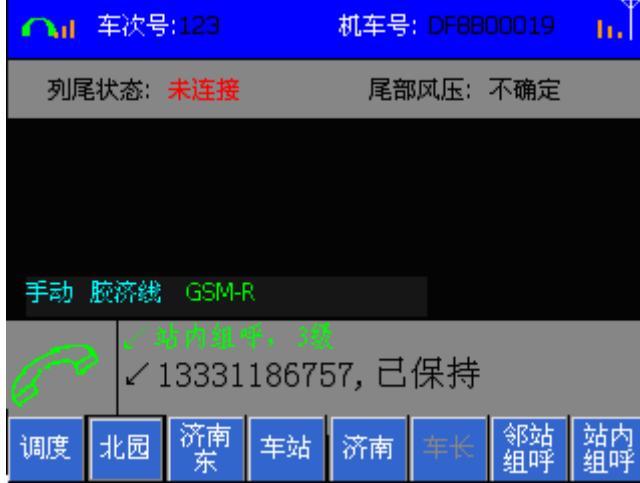 车次号:123 机车号: DF8B00019
列尾状态: 未连接 尾部风压: 不确定
手动 胶济线 GSM-R
↙站内组呼, 3级
↙13331186757,已保持
调度 北园 济南东 车站 济南 车长 邻站组呼 站内组呼